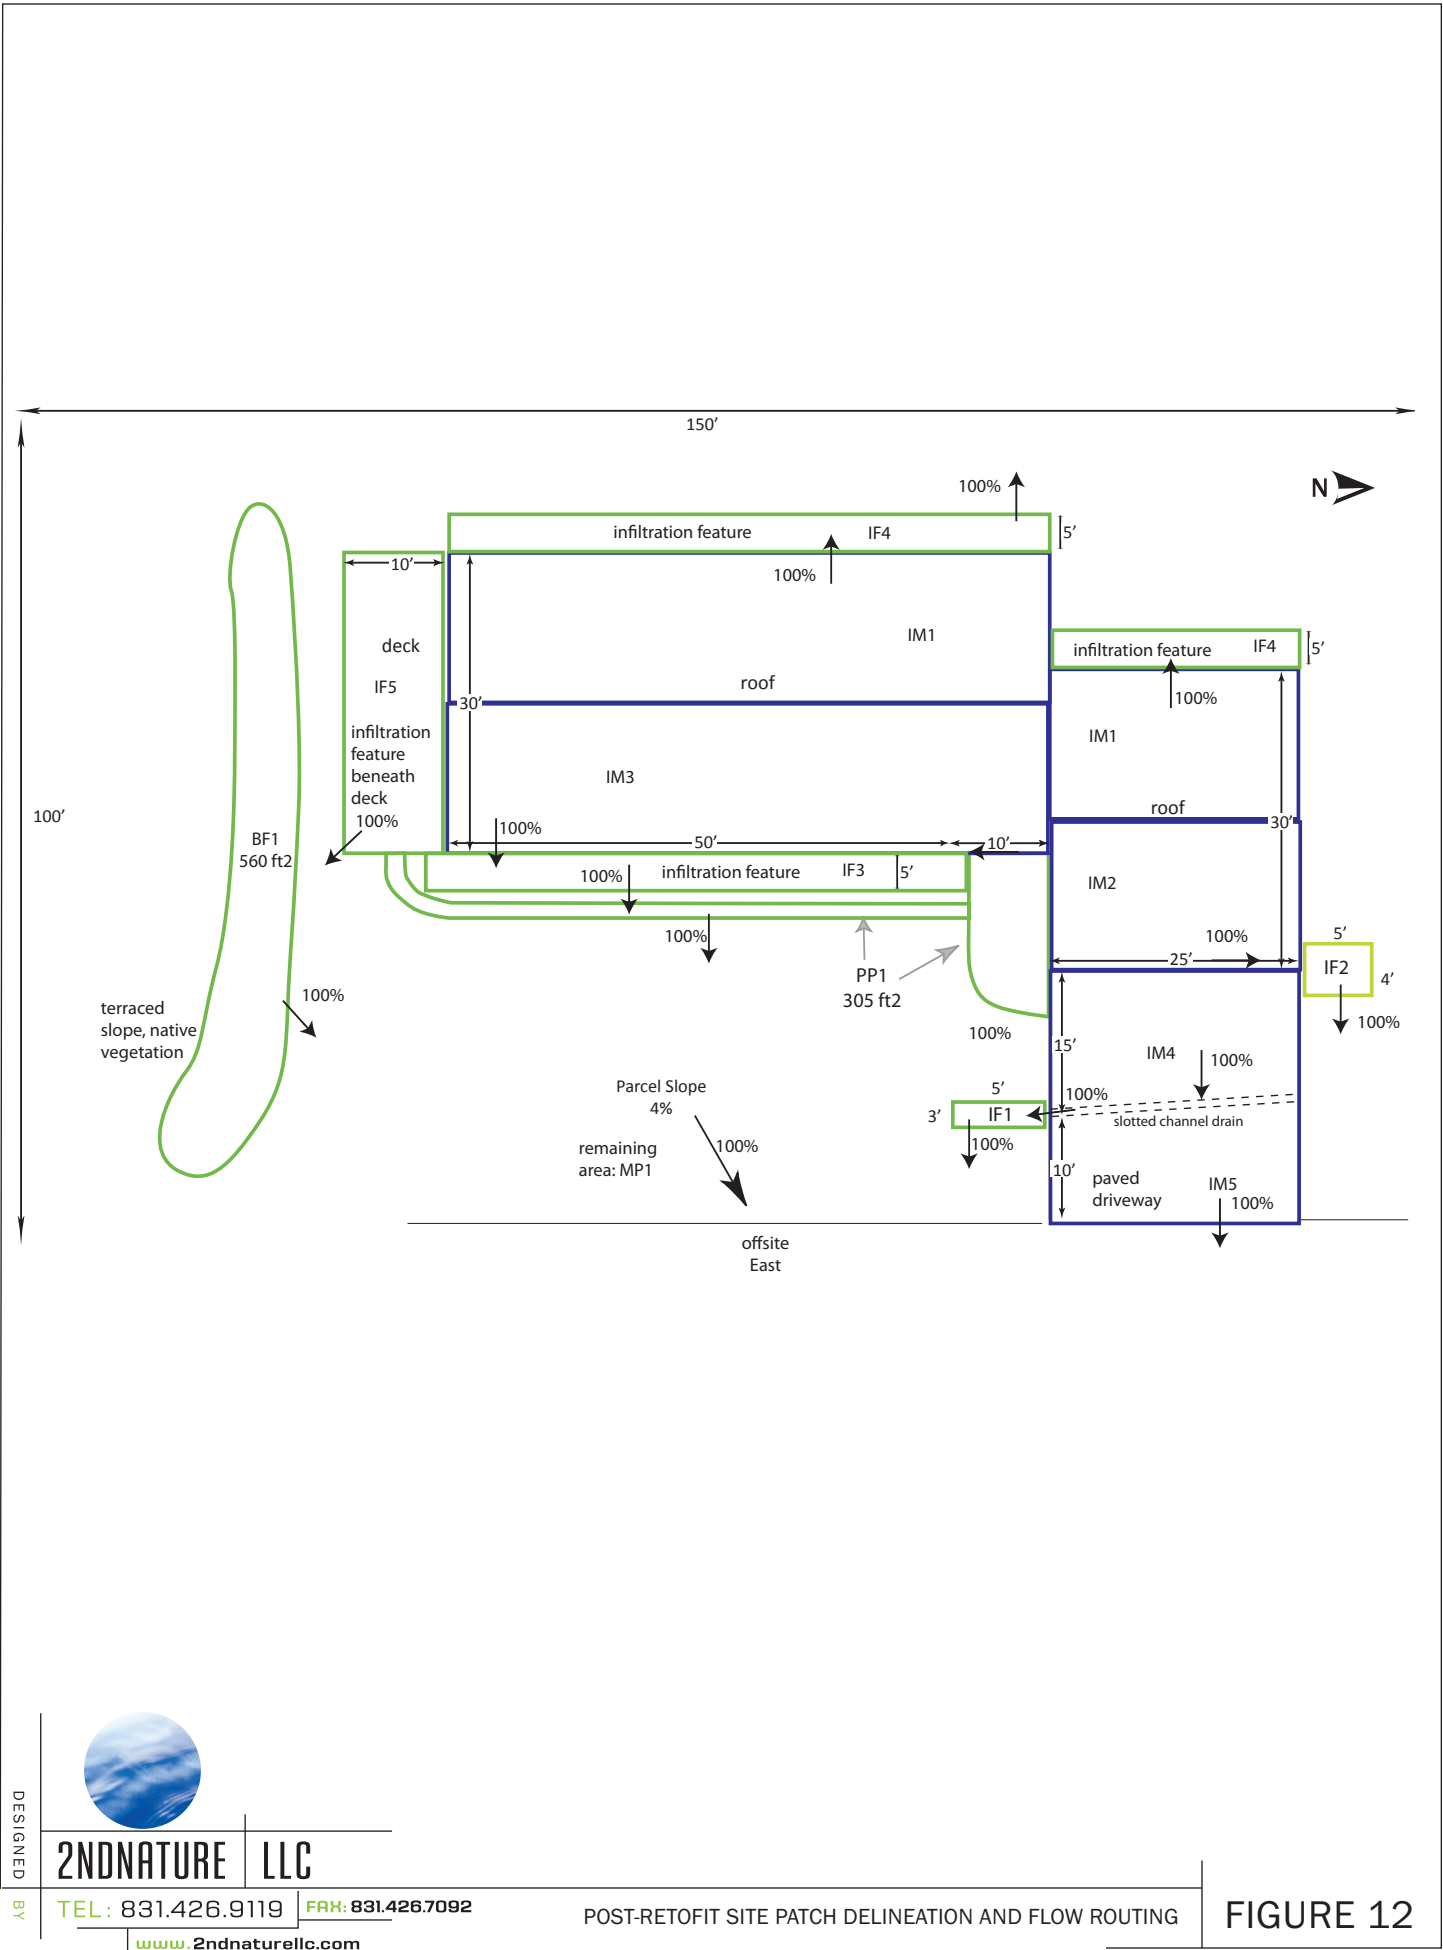 150’
N
100%
infiltration feature IF4
5’
100%
10’
IM1
deck
infiltration feature IF4
5’
IF5
roof
100%
30’
infiltration
feature
beneath
deck
IM1
IM3
roof
100’
30’
100%
100%
BF1
560 ft2
50’
10’
100%
infiltration feature IF3
5’
IM2
100%
100%
5’
25’
IF2
4’
PP1
305 ft2
100%
terraced
slope, native
vegetation
100%
100%
15’
IM4
100%
Parcel Slope
4%
5’
100%
3’
IF1
slotted channel drain
100%
100%
remaining
area: MP1
10’
paved
driveway
IM5
100%
offsite
East
DESIGNED BY
2NDNATURE LLC
TEL: 831.426.9119
FAX: 831.426.7092
www.2ndnaturellc.com
POST-RETOFIT SITE PATCH DELINEATION AND FLOW ROUTING
FIGURE 12